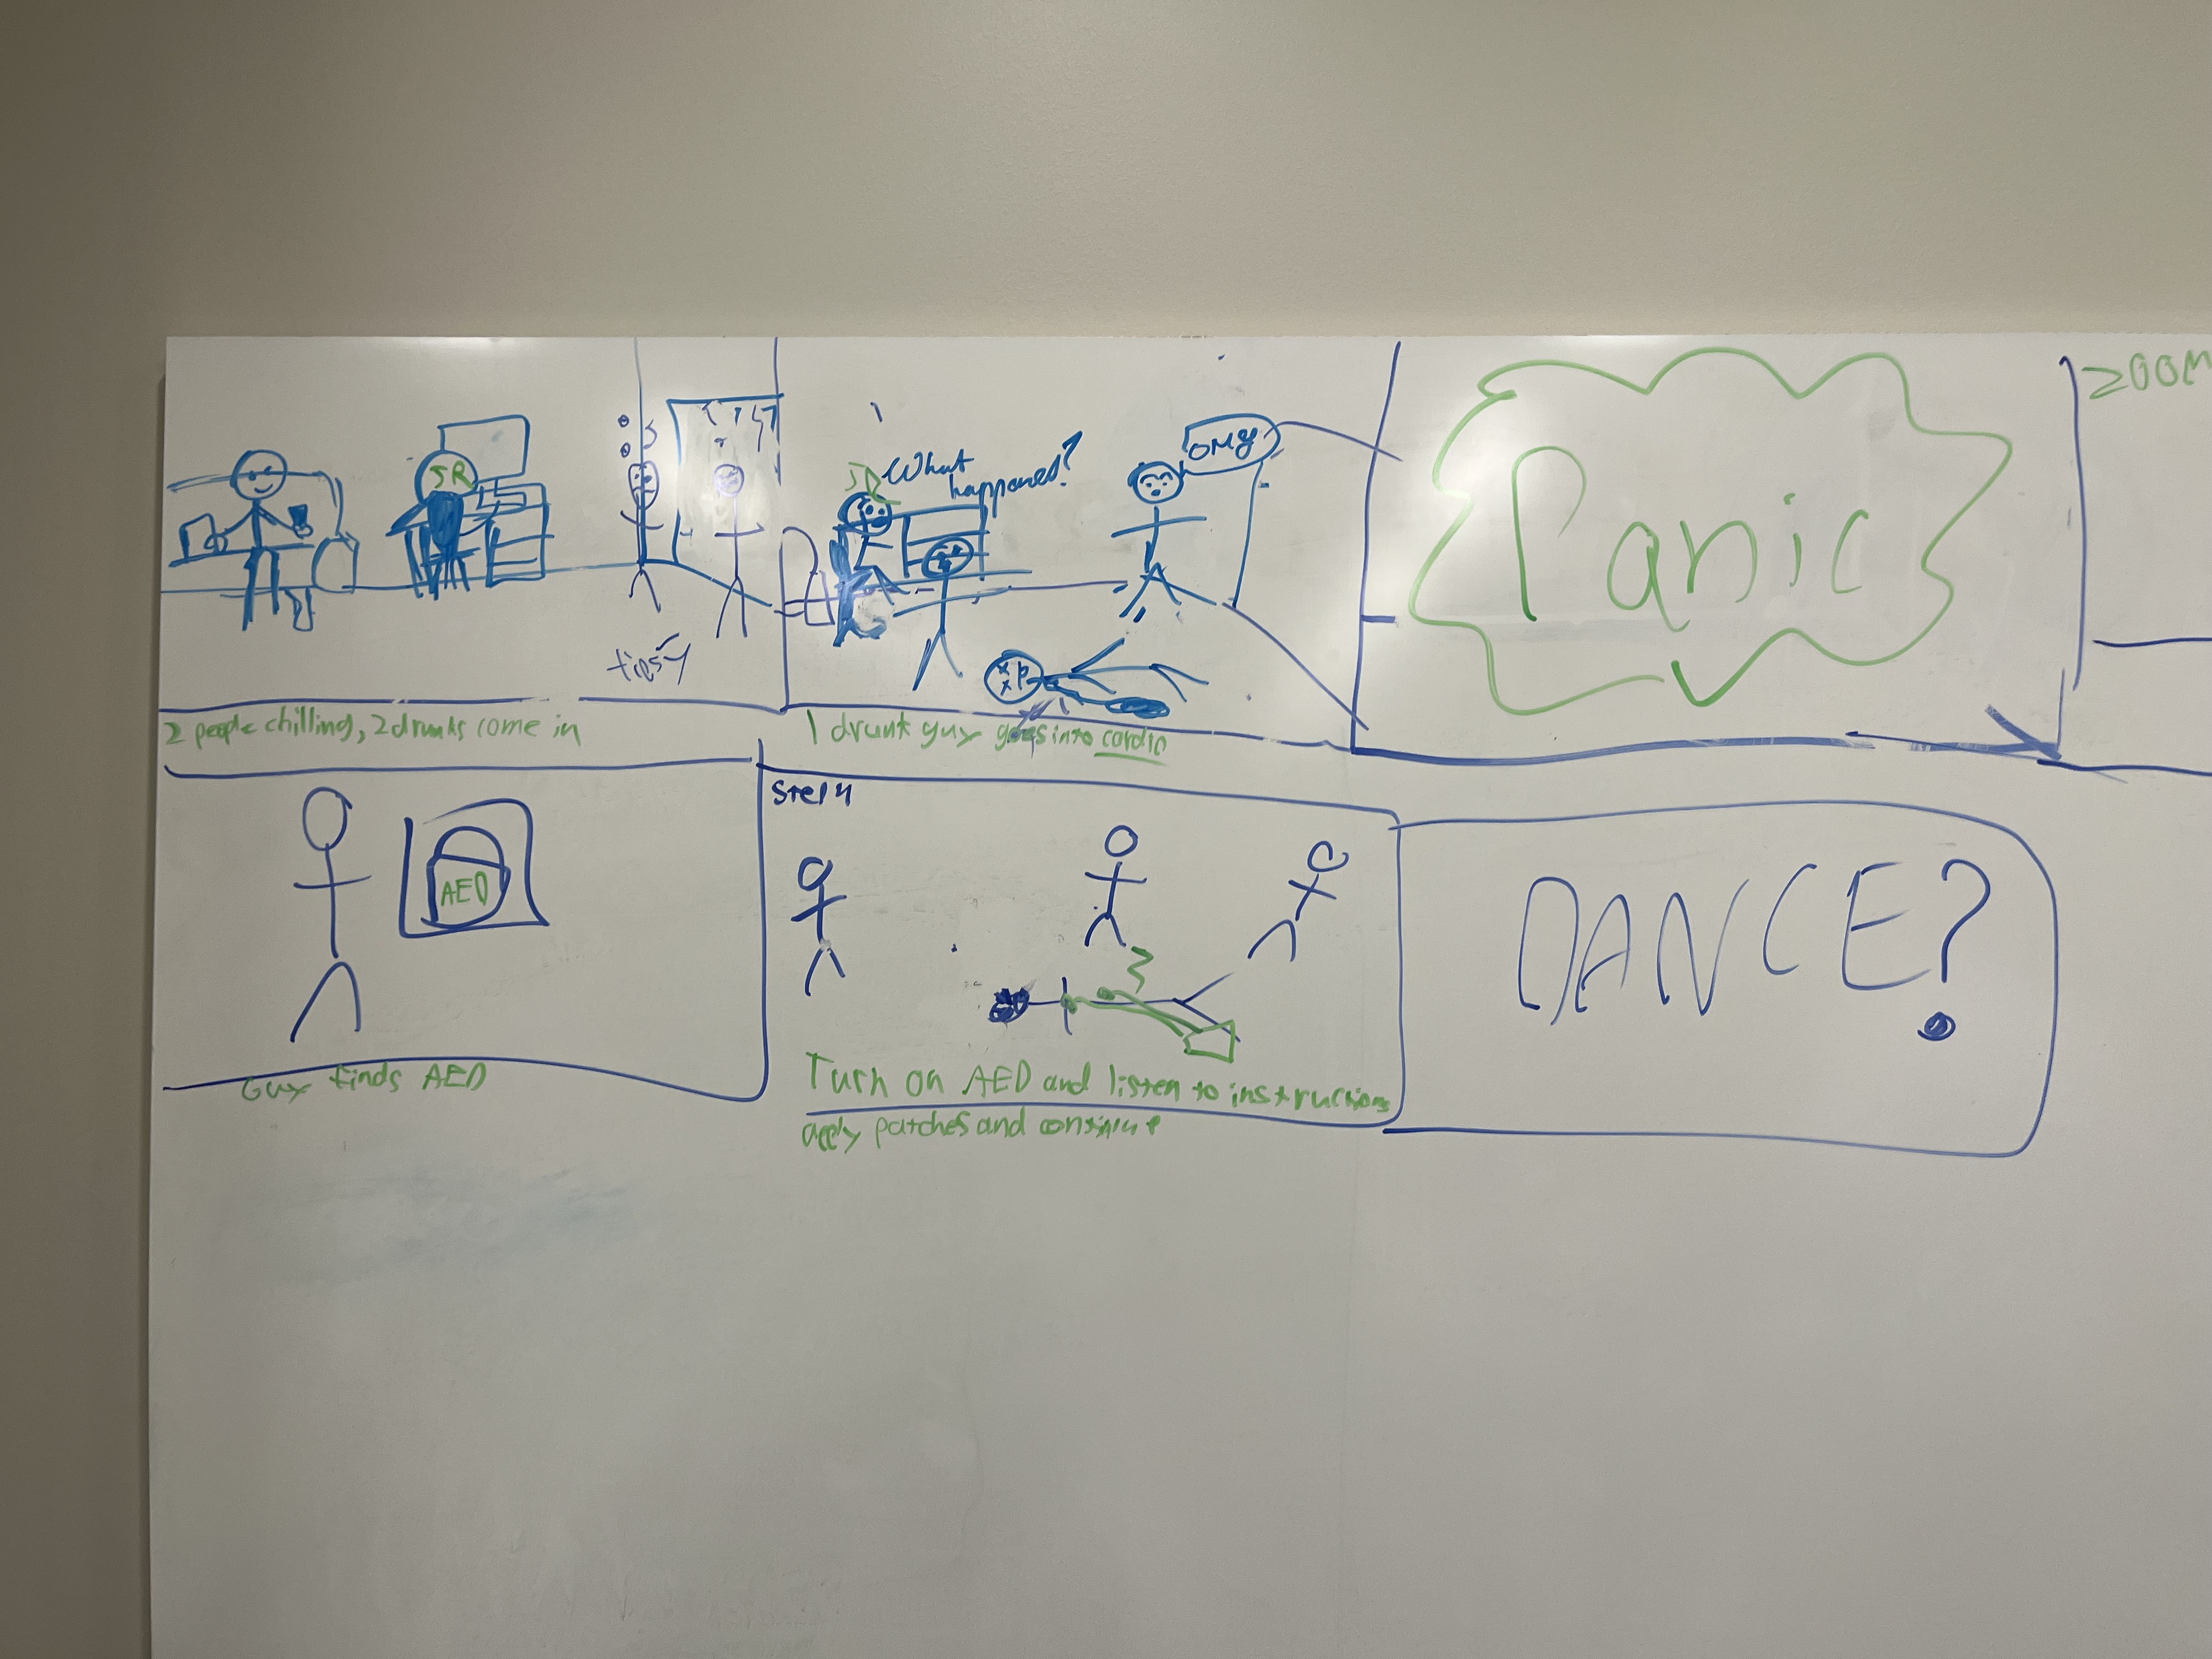 SR
tipsy
2 people chilling, 2 drunks come in
What
happened?
OMG
1 drunk guy goes into cardio
Panic
AED
Guy finds AED
Step 4
Turn on AED and listen to instructions
apply patches and continue
DANCE?